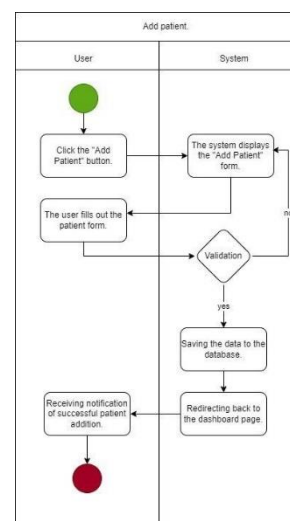 Add patient.
User
System
Click the "Add
Patient" button.
The system displays
the "Add Patient"
form.
The user fills out the
patient form.
Validation
no
yes
Saving the data to the
database.
Redirecting back to
the dashboard page.
Receiving notification
of successful patient
addition.